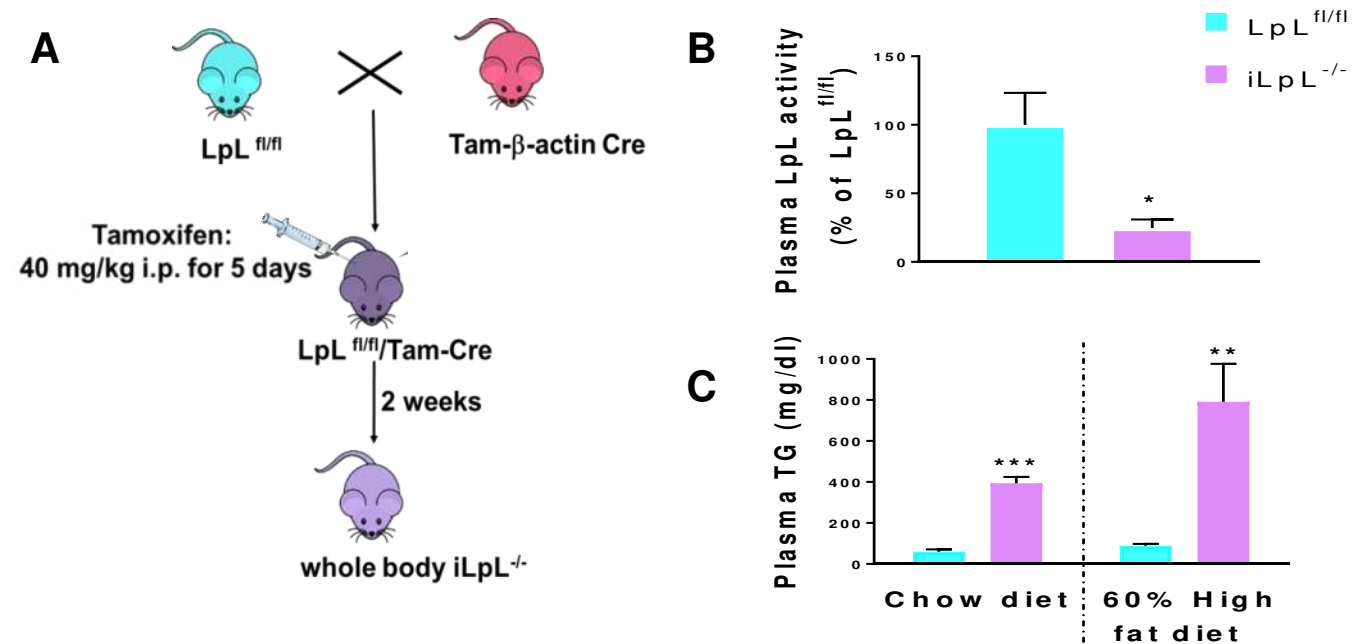 A
LpL fl/fl
Tam-β-actin Cre
Tamoxifen:
40 mg/kg i.p. for 5 days
LpL fl/fl/Tam-Cre
2 weeks
whole body iLpL-/-
B
LpL fl/fl
iLpL -/-
Plasma LpL activity
(% of LpL fl/fl)
150
100
50
0
*
C
Plasma TG (mg/dl)
1000
800
600
400
200
0
***
**
Chow diet
60% High
fat diet